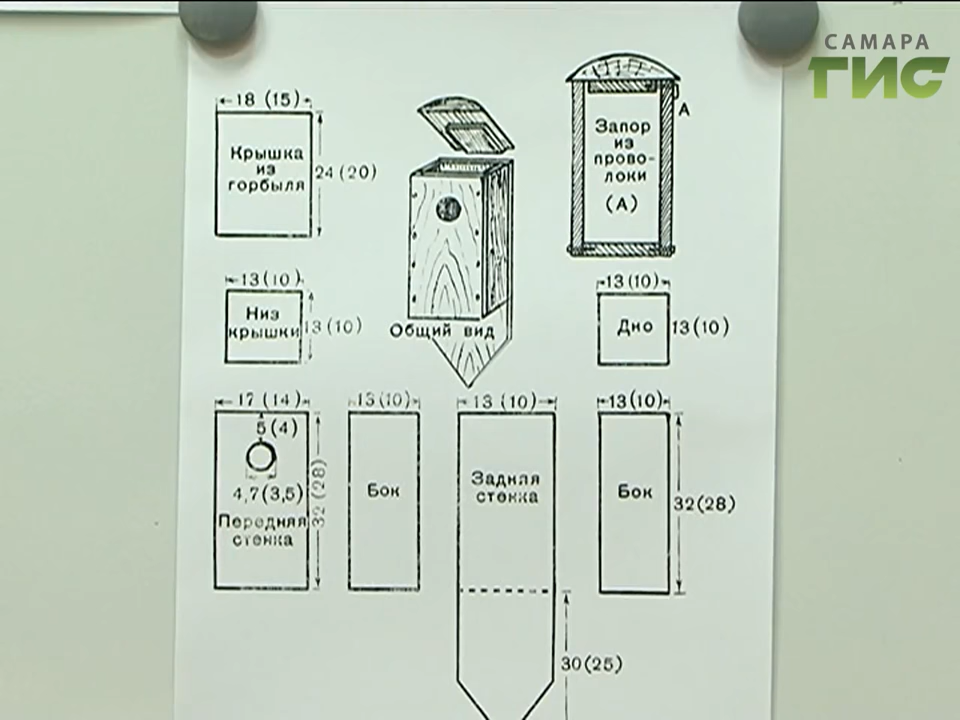 САМАРА
ГИС
18 (15)
Крышка
из
горбыля
24(20)
Запор
из
прово-
локи
(А)
А
13(10)
Низ
крышки
13(10)
Общий вид
13(10)
Дно
13(10)
17 (14)
5(4)
4,7(3,5)
Передняя
стенка
32(28)
13(10)
Бок
13 (10)
Задняя
стенка
30(25)
13(10)
Бок
32(28)